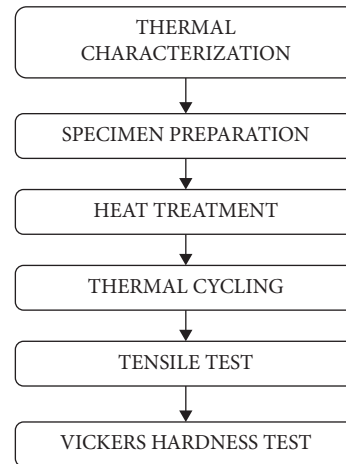 THERMAL
CHARACTERIZATION
SPECIMEN PREPARATION
HEAT TREATMENT
THERMAL CYCLING
TENSILE TEST
VICKERS HARDNESS TEST